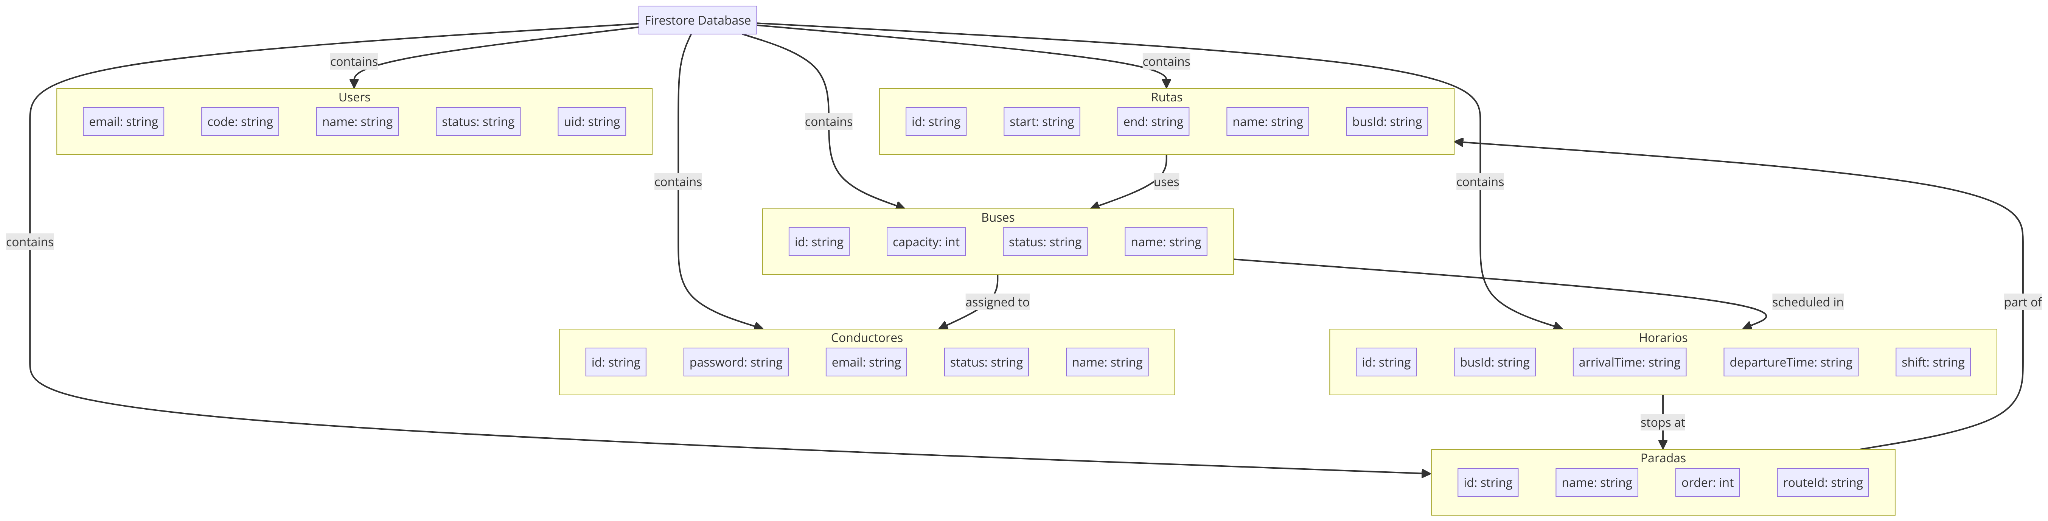 Firestore Database
contains
contains
Users
email: string
code: string
name: string
status: string
uid: string
Rutas
id: string
start: string
end: string
name: string
busId: string
contains
contains
uses
contains
Buses
id: string
capacity: int
status: string
name: string
contains
assigned to
scheduled in
part of
Conductores
id: string
password: string
email: string
status: string
name: string
Horarios
id: string
busId: string
arrivalTime: string
departureTime: string
shift: string
stops at
Paradas
id: string
name: string
order: int
routeId: string